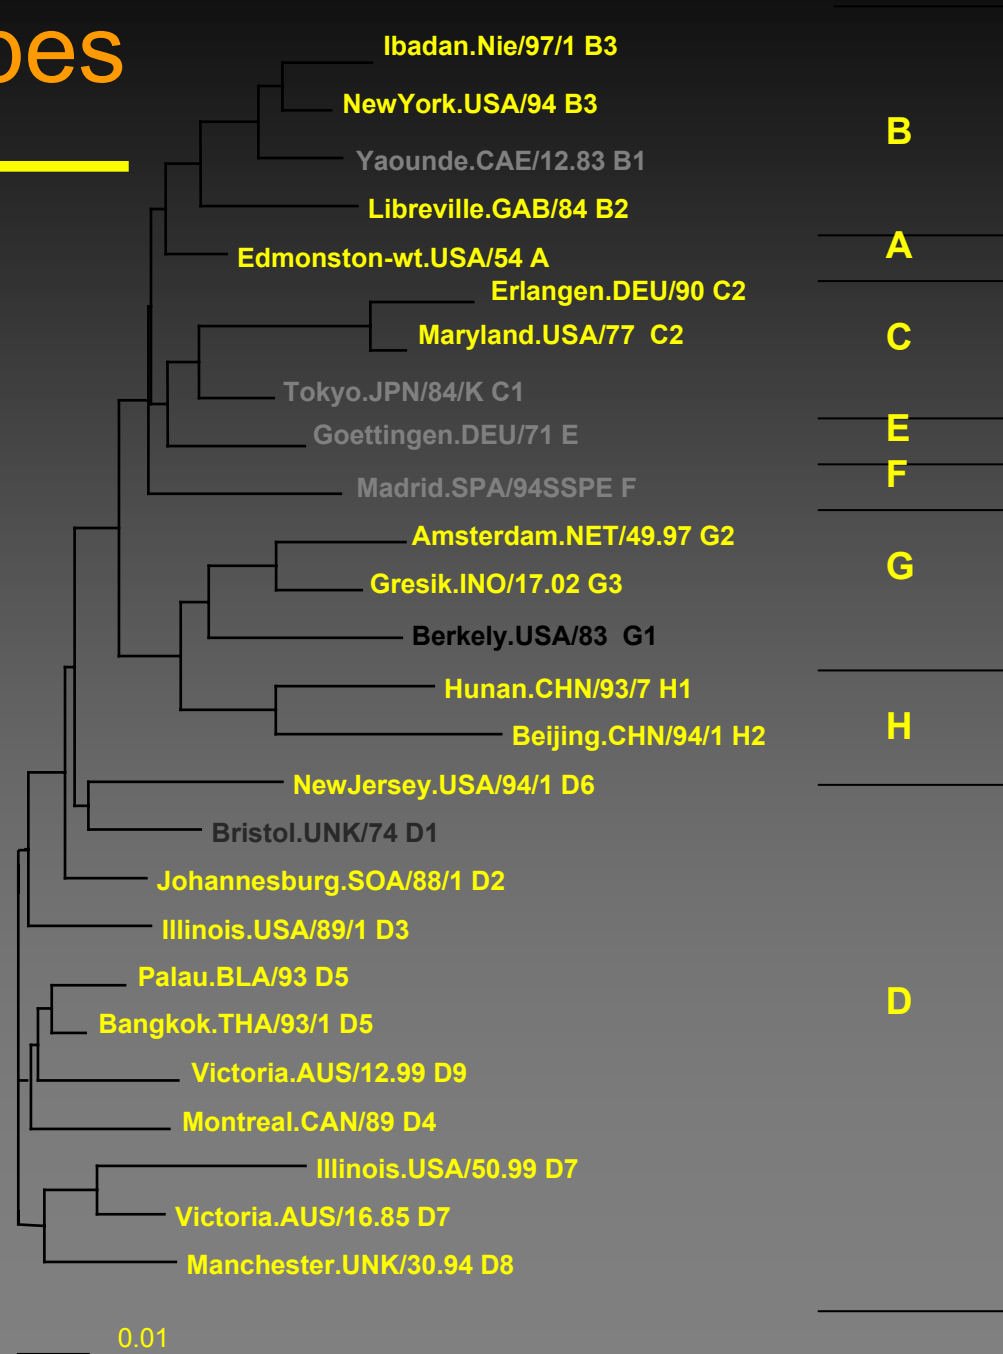 pes
Ibadan.Nie/97/1 B3
NewYork.USA/94 B3
Yaounde.CAE/12.83 B1
Libreville.GAB/84 B2
Edmonston-wt.USA/54 A
Erlangen.DEU/90 C2
Maryland.USA/77 C2
Tokyo.JPN/84/K C1
Goettingen.DEU/71 E
Madrid.SPA/94SSPE F
Amsterdam.NET/49.97 G2
Gresik.INO/17.02 G3
Berkely.USA/83 G1
Hunan.CHN/93/7 H1
Beijing.CHN/94/1 H2
NewJersey.USA/94/1 D6
Bristol.UNK/74 D1
Johannesburg.SOA/88/1 D2
Illinois.USA/89/1 D3
Palau.BLA/93 D5
Bangkok.THA/93/1 D5
Victoria.AUS/12.99 D9
Montreal.CAN/89 D4
Illinois.USA/50.99 D7
Victoria.AUS/16.85 D7
Manchester.UNK/30.94 D8
0.01
B
A
C
E
F
G
H
D